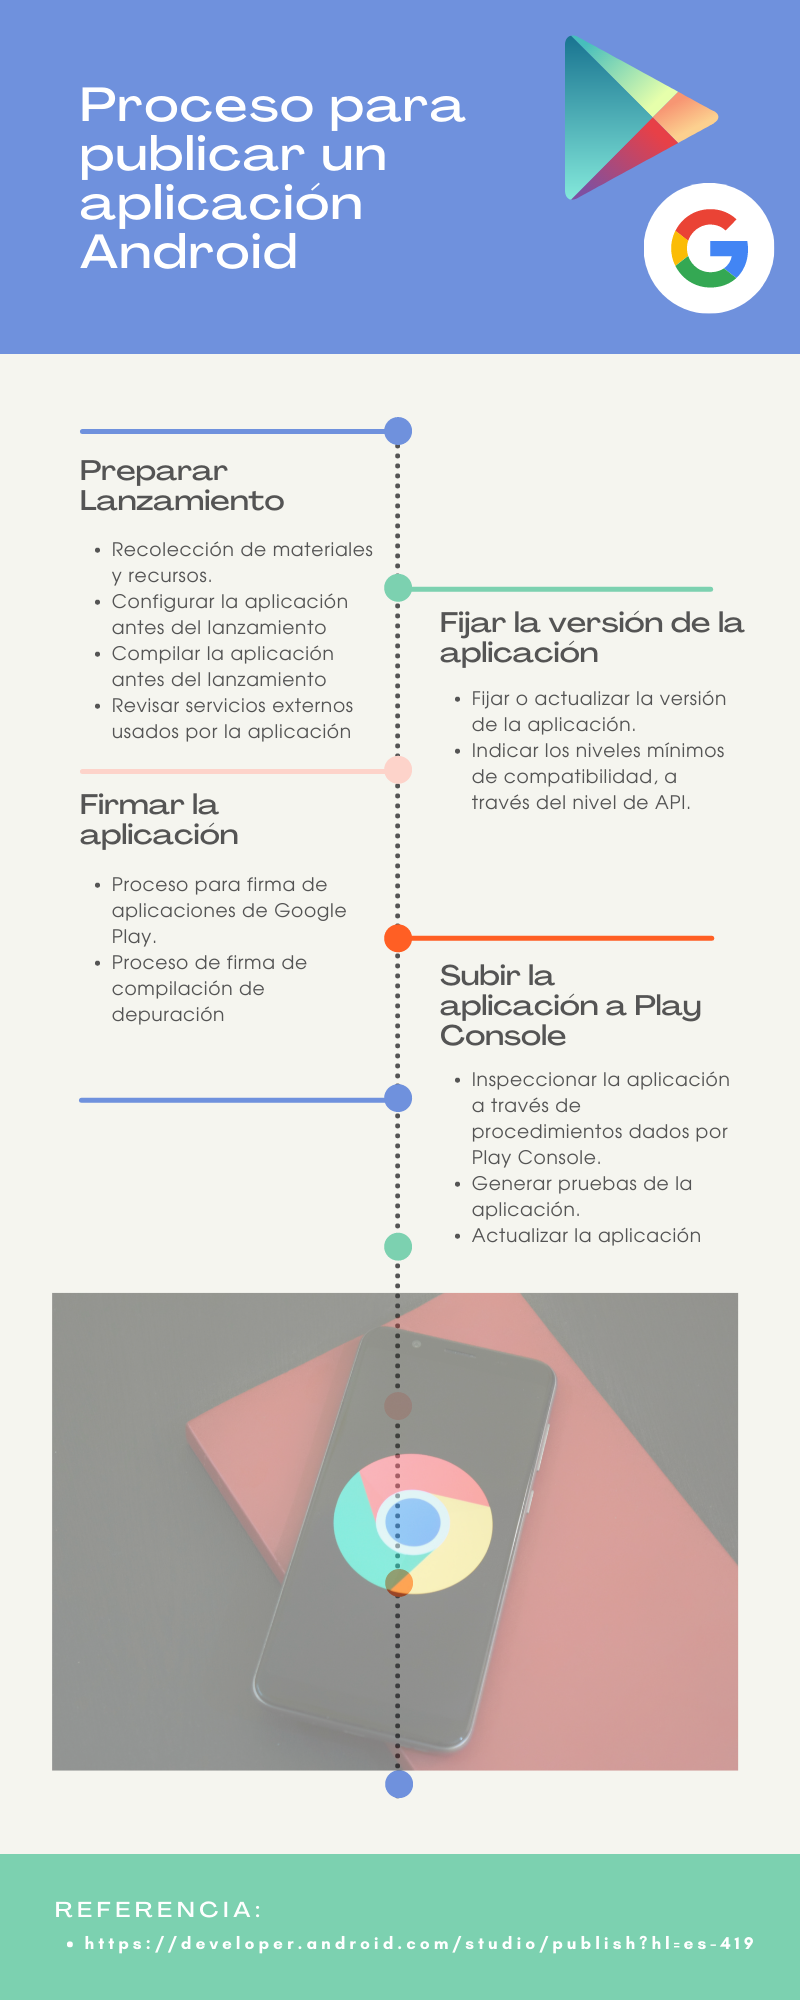 Proceso para
publicar un
aplicación
Android
Preparar
Lanzamiento
• Recolección de materiales
y recursos.
• Configurar la aplicación
antes del lanzamiento
• Compilar la aplicación
antes del lanzamiento
• Revisar servicios externos
usados por la aplicación
Fijar la versión de la
aplicación
• Fijar o actualizar la versión
de la aplicación.
• Indicar los niveles mínimos
de compatibilidad, a
través del nivel de API.
Firmar la
aplicación
• Proceso para firma de
aplicaciones de Google
Play.
• Proceso de firma de
compilación de
depuración
Subir la
aplicación a Play
Console
• Inspeccionar la aplicación
a través de
procedimientos dados por
Play Console.
• Generar pruebas de la
aplicación.
• Actualizar la aplicación
REFERENCIA:
• https://developer.android.com/studio/publish?hl=es-419